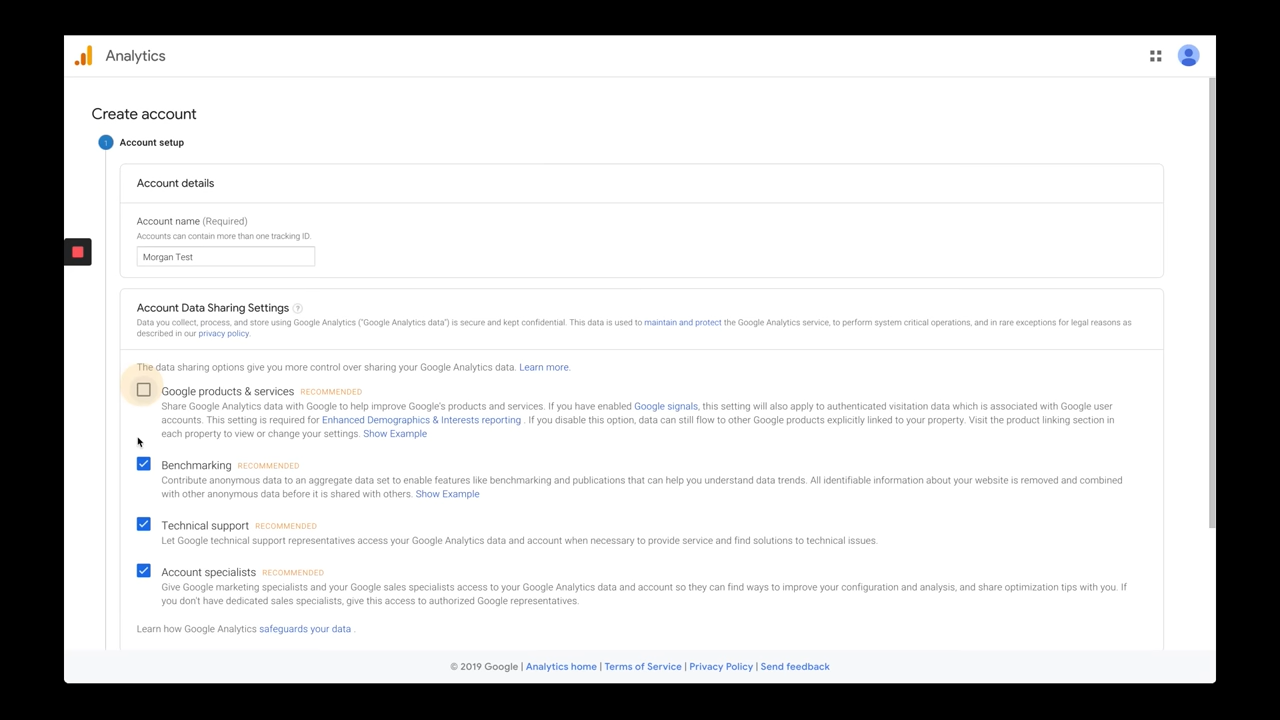 Analytics
Create account
1 Account setup
Account details
Account name (Required)
Accounts can contain more than one tracking ID.
Morgan Test
Account Data Sharing Settings ?
Data you collect, process, and store using Google Analytics ("Google Analytics data") is secure and kept confidential. This data is used to maintain and protect the Google Analytics service, to perform system critical operations, and in rare exceptions for legal reasons as
described in our privacy policy.
The data sharing options give you more control over sharing your Google Analytics data. Learn more.
Google products & services RECOMMENDED
Share Google Analytics data with Google to help improve Google's products and services. If you have enabled Google signals, this setting will also apply to authenticated visitation data which is associated with Google user
accounts. This setting is required for Enhanced Demographics & Interests reporting . If you disable this option, data can still flow to other Google products explicitly linked to your property. Visit the product linking section in
each property to view or change your settings. Show Example
Benchmarking RECOMMENDED
Contribute anonymous data to an aggregate data set to enable features like benchmarking and publications that can help you understand data trends. All identifiable information about your website is removed and combined
with other anonymous data before it is shared with others. Show Example
Technical support RECOMMENDED
Let Google technical support representatives access your Google Analytics data and account when necessary to provide service and find solutions to technical issues.
Account specialists RECOMMENDED
Give Google marketing specialists and your Google sales specialists access to your Google Analytics data and account so they can find ways to improve your configuration and analysis, and share optimization tips with you. If
you don't have dedicated sales specialists, give this access to authorized Google representatives.
Learn how Google Analytics safeguards your data .
© 2019 Google | Analytics home | Terms of Service | Privacy Policy | Send feedback